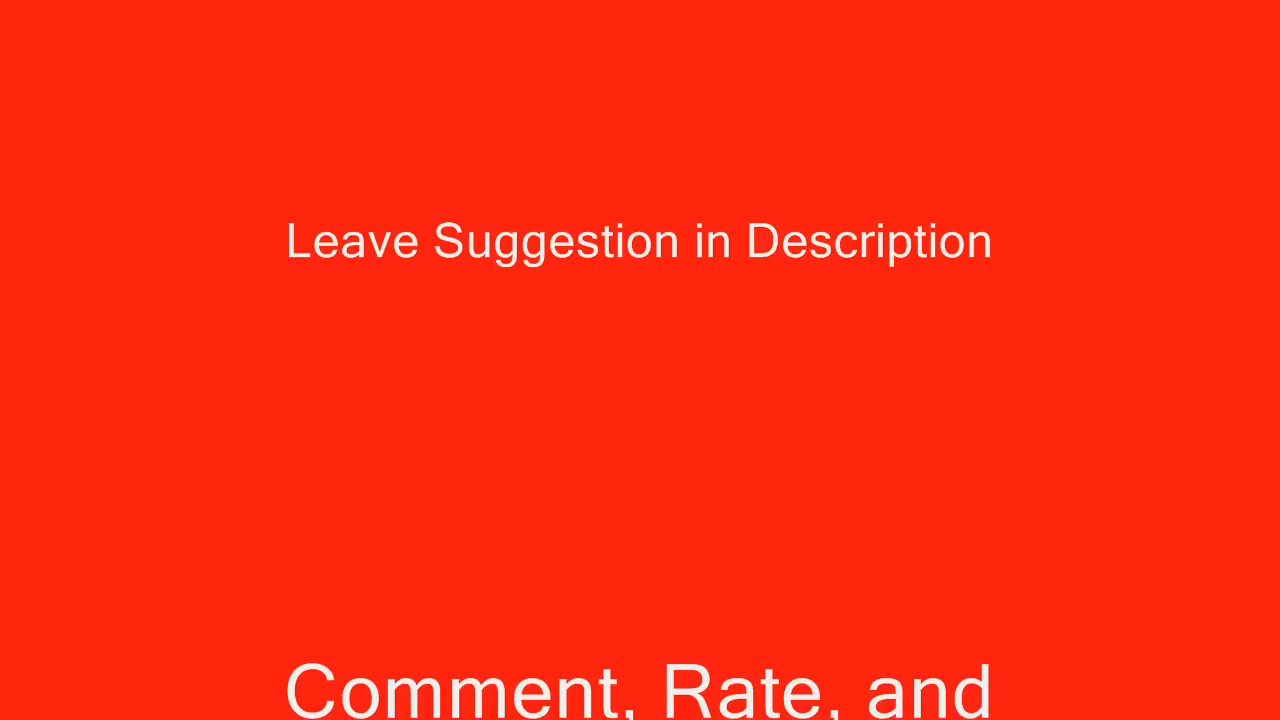 Leave Suggestion in Description
Comment, Rate, and